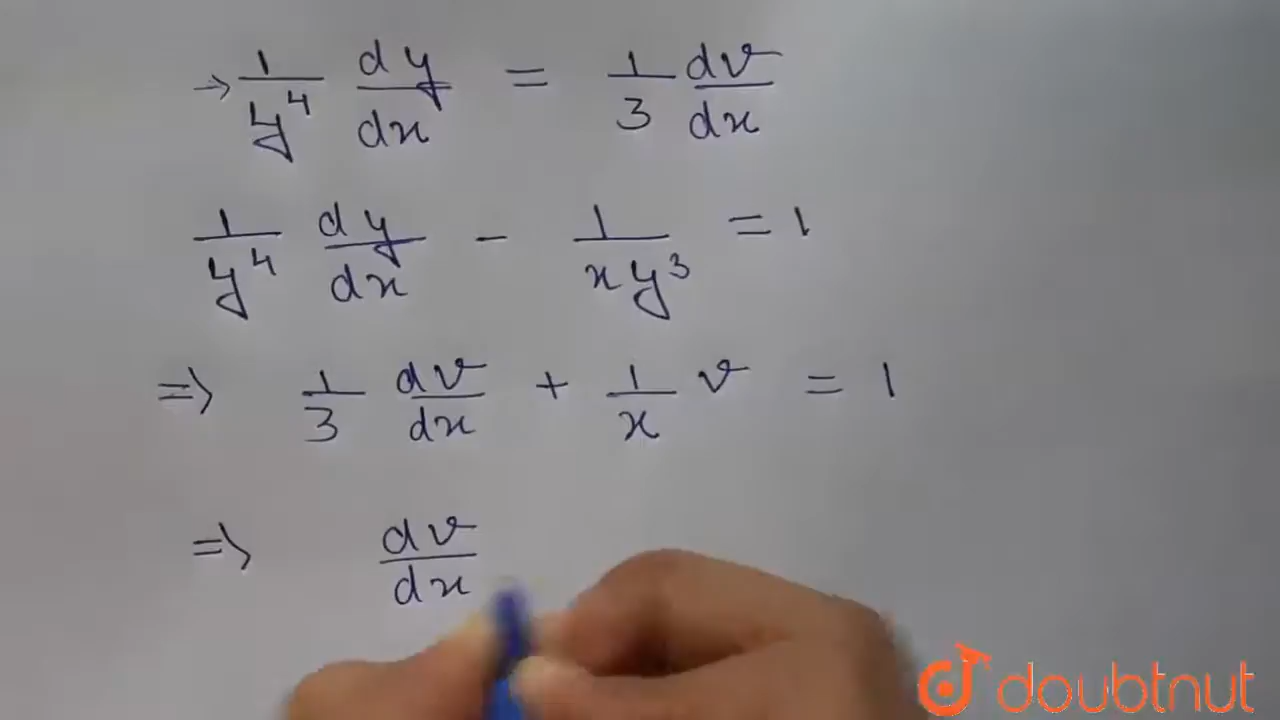 → 1/y⁴ dy/dx = 1/3 dv/dx
1/y⁴ dy/dx - 1/xy³ = 1
⇒ 1/3 dv/dx + 1/x v = 1
⇒ dv/dx
doubtnut